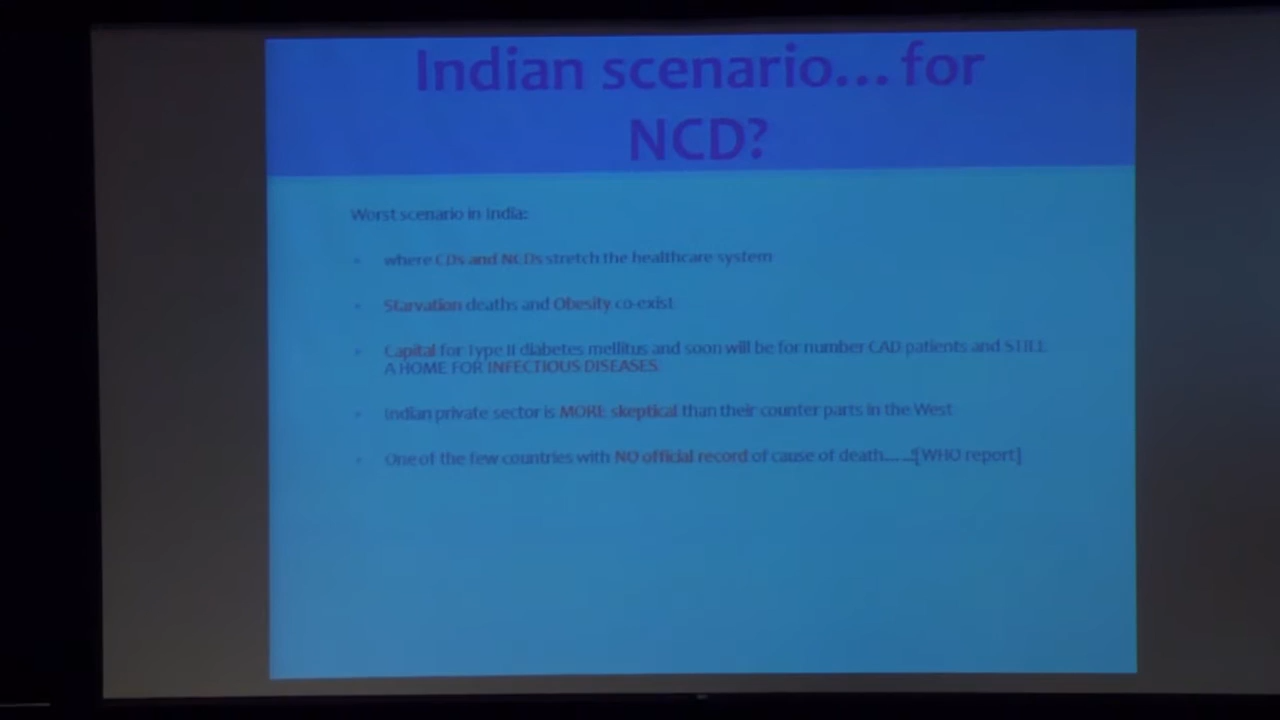 Indian scenario... for
NCD?
Worst scenario in India:
where CDs and NCDs stretch the healthcare system
Starvation deaths and Obesity co-exist
Capital for Type II diabetes mellitus and soon will be for number CAD patients and STILL
A HOME FOR INFECTIOUS DISEASES.
Indian private sector is MORE skeptical than their counter parts in the West
One of the few countries with NO official record of cause of death.....![WHO report]